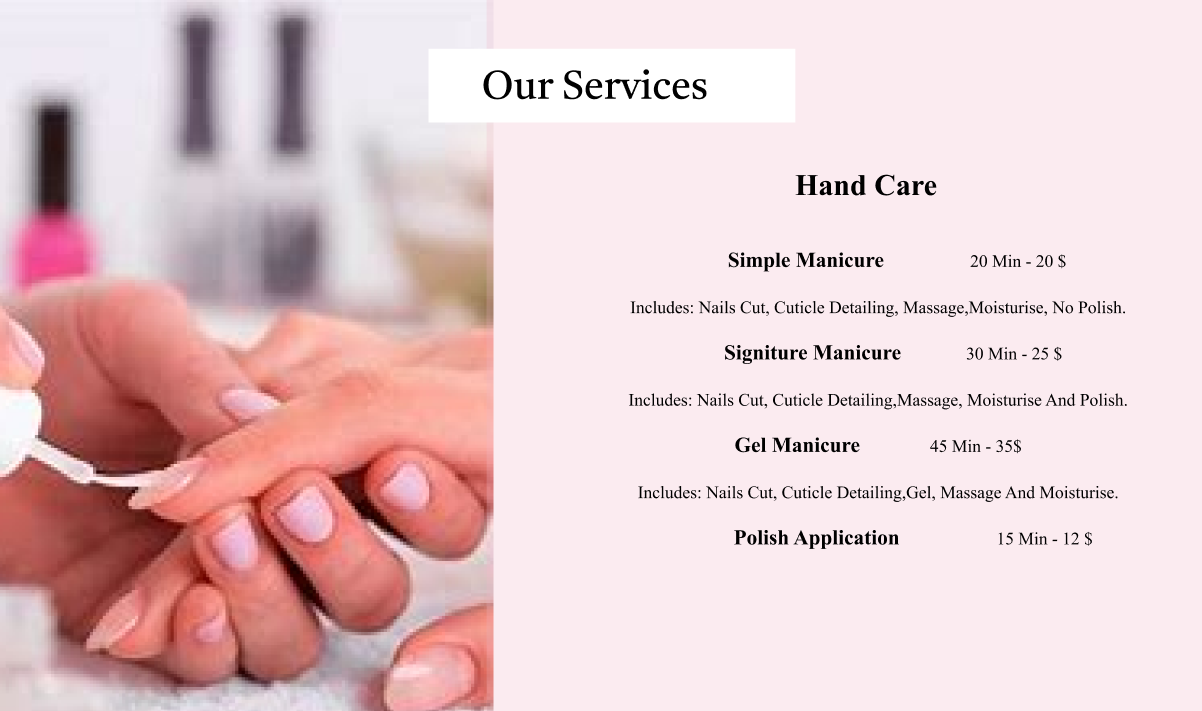 Our Services
Hand Care
Simple Manicure 20 Min - 20 $
Includes: Nails Cut, Cuticle Detailing, Massage,Moisturise, No Polish.
Signiture Manicure 30 Min - 25 $
Includes: Nails Cut, Cuticle Detailing,Massage, Moisturise And Polish.
Gel Manicure 45 Min - 35$
Includes: Nails Cut, Cuticle Detailing,Gel, Massage And Moisturise.
Polish Application 15 Min - 12 $